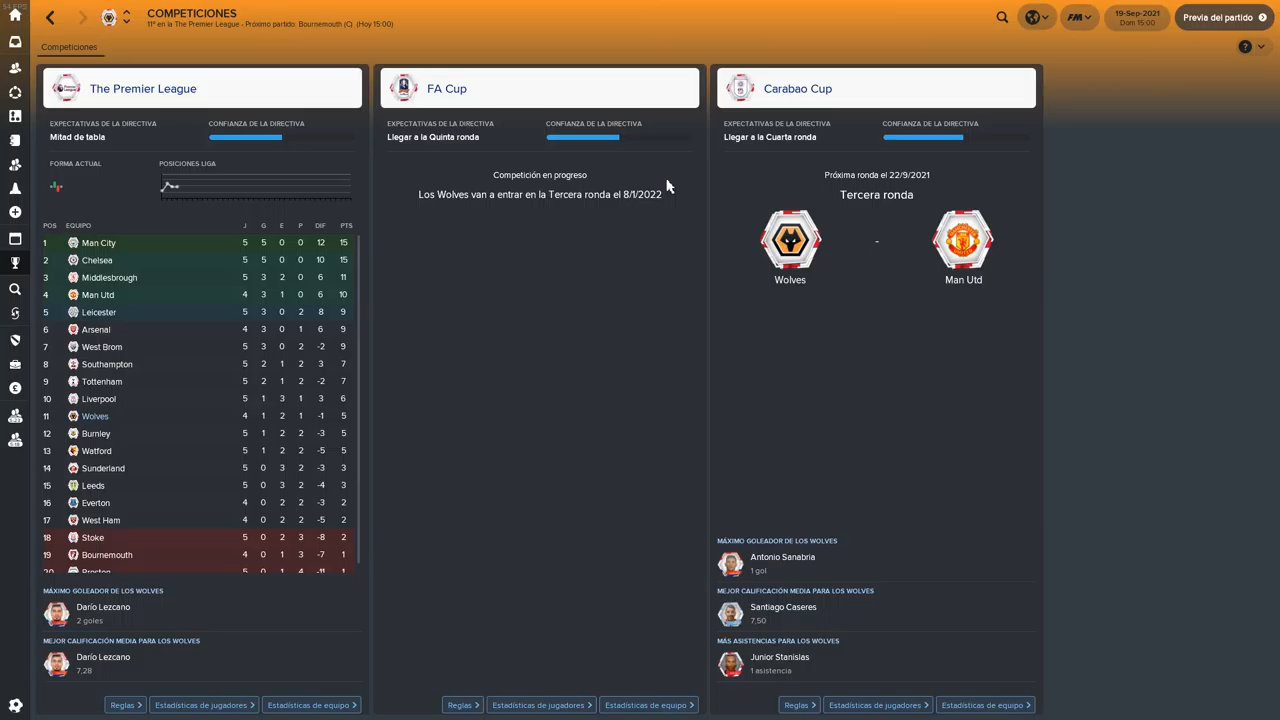 54 FPS
COMPETICIONES
11º en la The Premier League - Próximo partido: Bournemouth (C) (Hoy 15:00)
FM
19-Sep-2021
Dom 15:00
Previa del partido
Competiciones
?
The Premier League
EXPECTATIVAS DE LA DIRECTIVA CONFIANZA DE LA DIRECTIVA
Mitad de tabla
FORMA ACTUAL POSICIONES LIGA
POS EQUIPO J G E P DIF PTS
1 Man City 5 5 0 0 12 15
2 Chelsea 5 5 0 0 10 15
3 Middlesbrough 5 3 2 0 6 11
4 Man Utd 4 3 1 0 6 10
5 Leicester 5 3 0 2 8 9
6 Arsenal 4 3 0 1 6 9
7 West Brom 5 3 0 2 -2 9
8 Southampton 5 2 1 2 3 7
9 Tottenham 5 2 1 2 -2 7
10 Liverpool 5 1 3 1 3 6
11 Wolves 4 1 2 1 -1 5
12 Burnley 5 1 2 2 -3 5
13 Watford 5 1 2 2 -5 5
14 Sunderland 5 0 3 2 -3 3
15 Leeds 5 0 3 2 -4 3
16 Everton 4 0 2 2 -3 2
17 West Ham 4 0 2 2 -5 2
18 Stoke 5 0 2 3 -8 2
19 Bournemouth 4 0 1 3 -7 1
20 Preston 5 0 1 4 -11 1
MÁXIMO GOLEADOR DE LOS WOLVES
Darío Lezcano
2 goles
MEJOR CALIFICACIÓN MEDIA PARA LOS WOLVES
Darío Lezcano
7,28
Reglas Estadísticas de jugadores Estadísticas de equipo
FA Cup
EXPECTATIVAS DE LA DIRECTIVA CONFIANZA DE LA DIRECTIVA
Llegar a la Quinta ronda
Competición en progreso
Los Wolves van a entrar en la Tercera ronda el 8/1/2022
Reglas Estadísticas de jugadores Estadísticas de equipo
Carabao Cup
EXPECTATIVAS DE LA DIRECTIVA CONFIANZA DE LA DIRECTIVA
Llegar a la Cuarta ronda
Próxima ronda el 22/9/2021
Tercera ronda
-
Wolves Man Utd
MÁXIMO GOLEADOR DE LOS WOLVES
Antonio Sanabria
1 gol
MEJOR CALIFICACIÓN MEDIA PARA LOS WOLVES
Santiago Caseres
7,50
MÁS ASISTENCIAS PARA LOS WOLVES
Junior Stanislas
1 asistencia
Reglas Estadísticas de jugadores Estadísticas de equipo